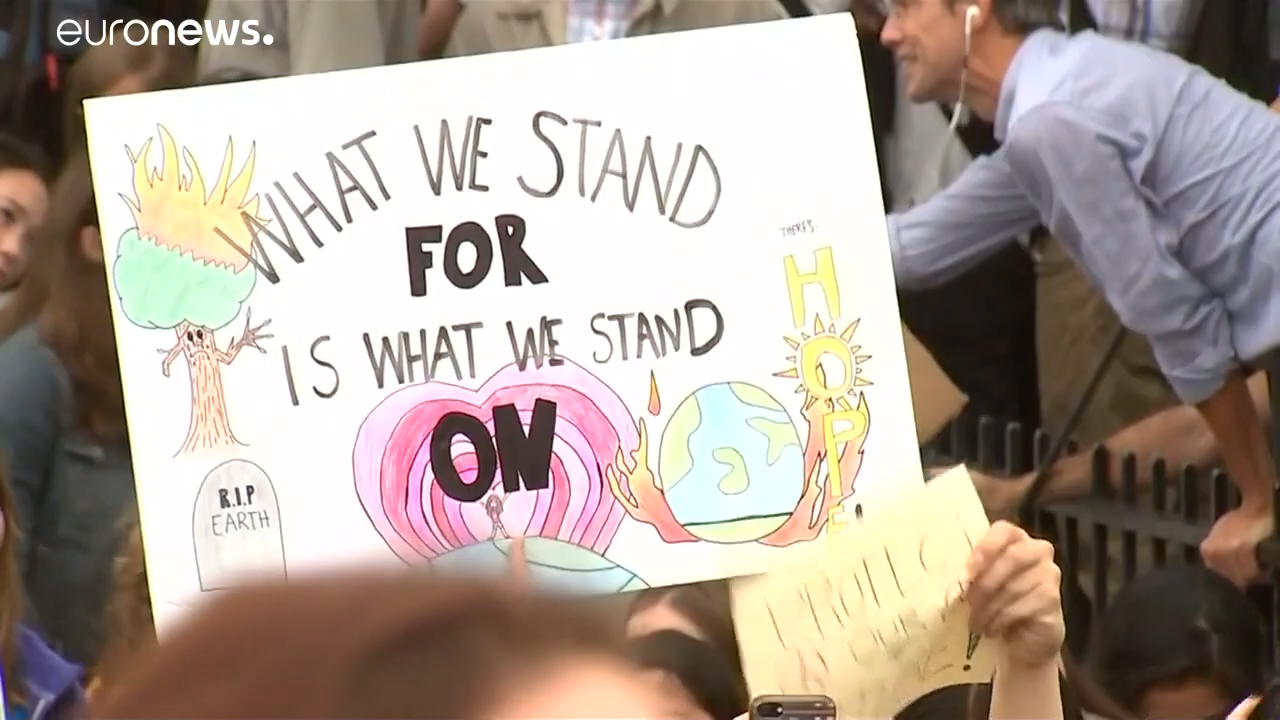 euronews.
WHAT WE STAND
FOR
IS WHAT WE STAND
ON
THERE'S
HOPE
R.I.P
EARTH